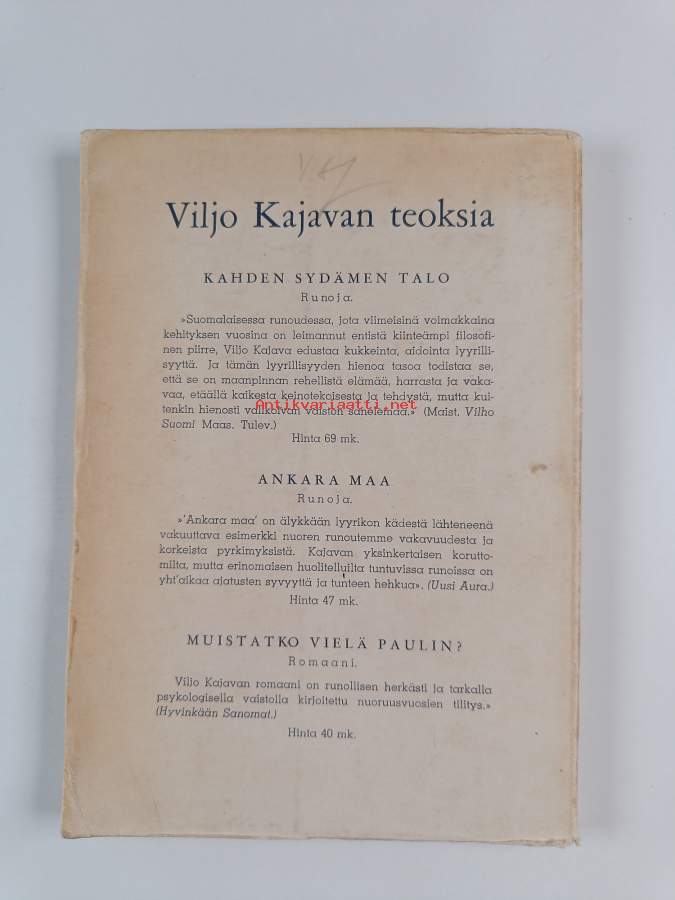 Viljo Kajavan teoksia
KAHDEN SYDÄMEN TALO
Runoja.
»Suomalaisessa runoudessa, jota viimeisinä voimakkaina
kehityksen vuosina on leimannut entistä kiinteämpi filosofi-
nen piirre, Viljo Kajava edustaa kukkeinta, aidointa lyyrilli-
syyttä. Ja tämän lyyrillisyyden hienoa tasoa todistaa se,
että se on maanpinnan rehellistä elämää, harrasta ja vaka-
vaa, etäällä kaikesta keinotekoisesta ja tehdystä, mutta kui-
Antikvariaatti.net
tenkin hienosti valikoivan vaiston sanelemaa.» (Maist. Vilho
Suomi Maas. Tulev.)
Hinta 69 mk.
ANKARA MAA
Runoja.
»'Ankara maa' on älykkään lyyrikon kädestä lähteneenä
vakuuttava esimerkki nuoren runoutemme vakavuudesta ja
korkeista pyrkimyksistä. Kajavan yksinkertaisen korutto-
milta, mutta erinomaisen huolitelluilta tuntuvissa runoissa on
yht'aikaa ajatusten syvyyttä ja tunteen hehkua». (Uusi Aura.)
Hinta 47 mk.
MUISTATKO VIELÄ PAULIN?
Romaani.
Viljo Kajavan romaani on runollisen herkästi ja tarkalla
psykologisella vaistolla kirjoitettu nuoruusvuosien tilitys.»
(Hyvinkään Sanomat.)
Hinta 40 mk.